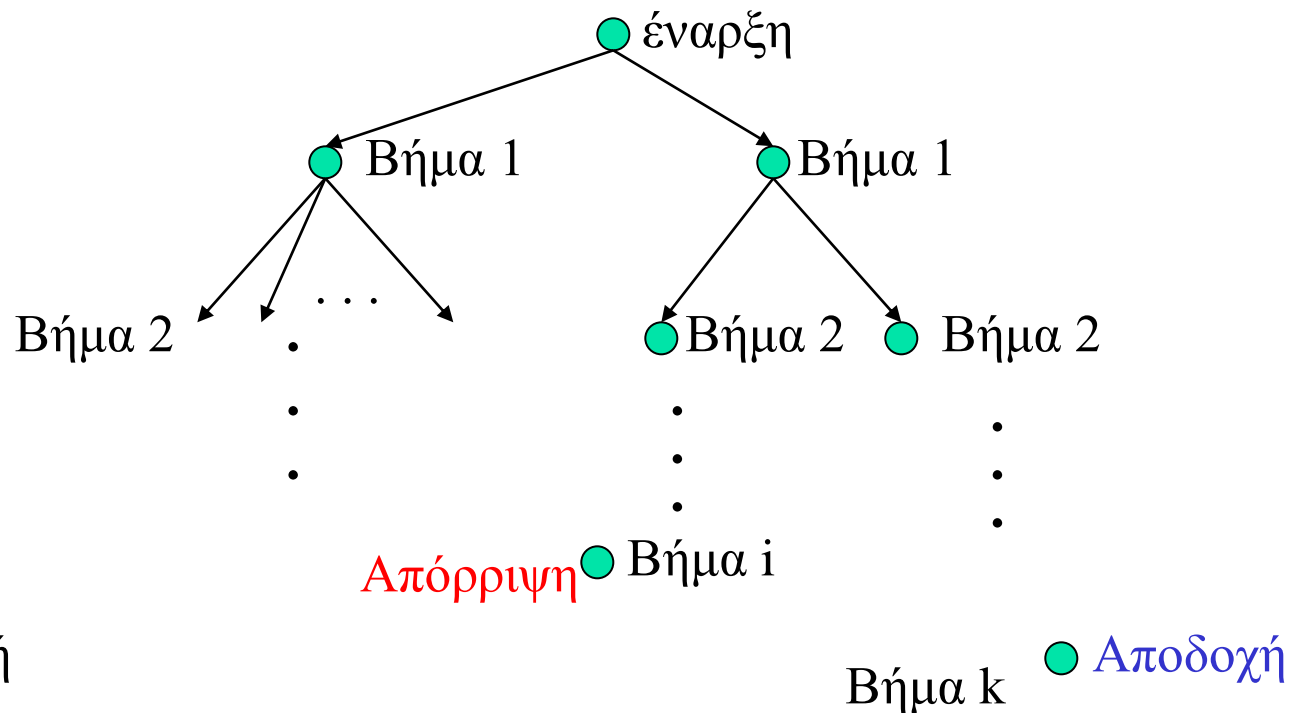 έναρξη
Βήμα 1
Βήμα 1
. . .
Βήμα 2
Βήμα 2
Βήμα 2
Βήμα i
Απόρριψη
ή
Αποδοχή
Βήμα k